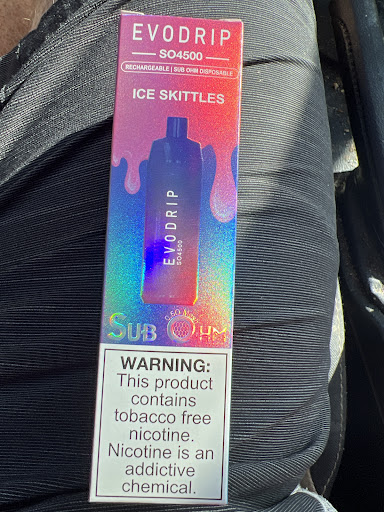 EVODRIP
SO4500
RECHARGEABLE | SUB OHM DISPOSABLE
ICE SKITTLES
EVODRIP
SO4500
SUB OHM
WARNING:
This product
contains
tobacco free
nicotine.
Nicotine is an
addictive
chemical.